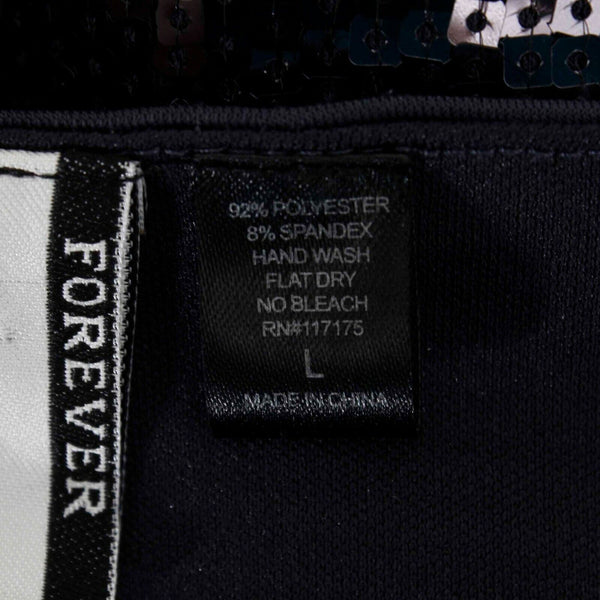 FOREVER
92% POLYESTER
8% SPANDEX
HAND WASH
FLAT DRY
NO BLEACH
RN#117175
L
MADE IN CHINA